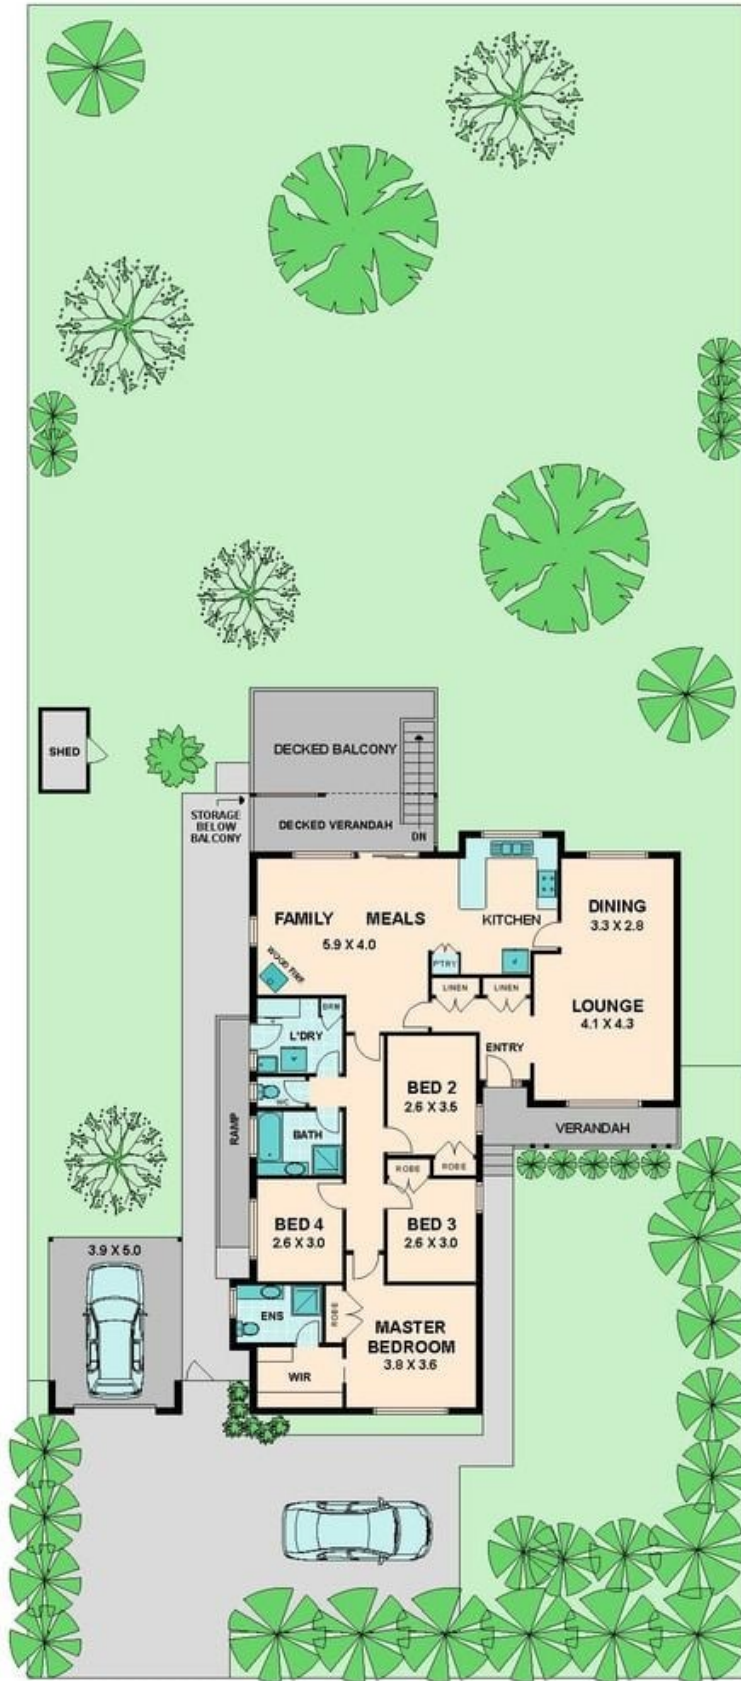 SHED
DECKED BALCONY
STORAGE
BELOW
BALCONY
DECKED VERANDAH
DN
FAMILY
MEALS
5.9 X 4.0
KITCHEN
DINING
3.3 X 2.8
WOOD FIRE
PTRY
LINEN
LINEN
LOUNGE
4.1 X 4.3
BRM
L'DRY
ENTRY
WC
BED 2
2.6 X 3.5
RAMP
BATH
VERANDAH
ROBE
ROBE
BED 4
2.6 X 3.0
BED 3
2.6 X 3.0
3.9 X 5.0
ENS
ROBE
MASTER
BEDROOM
3.8 X 3.6
WIR